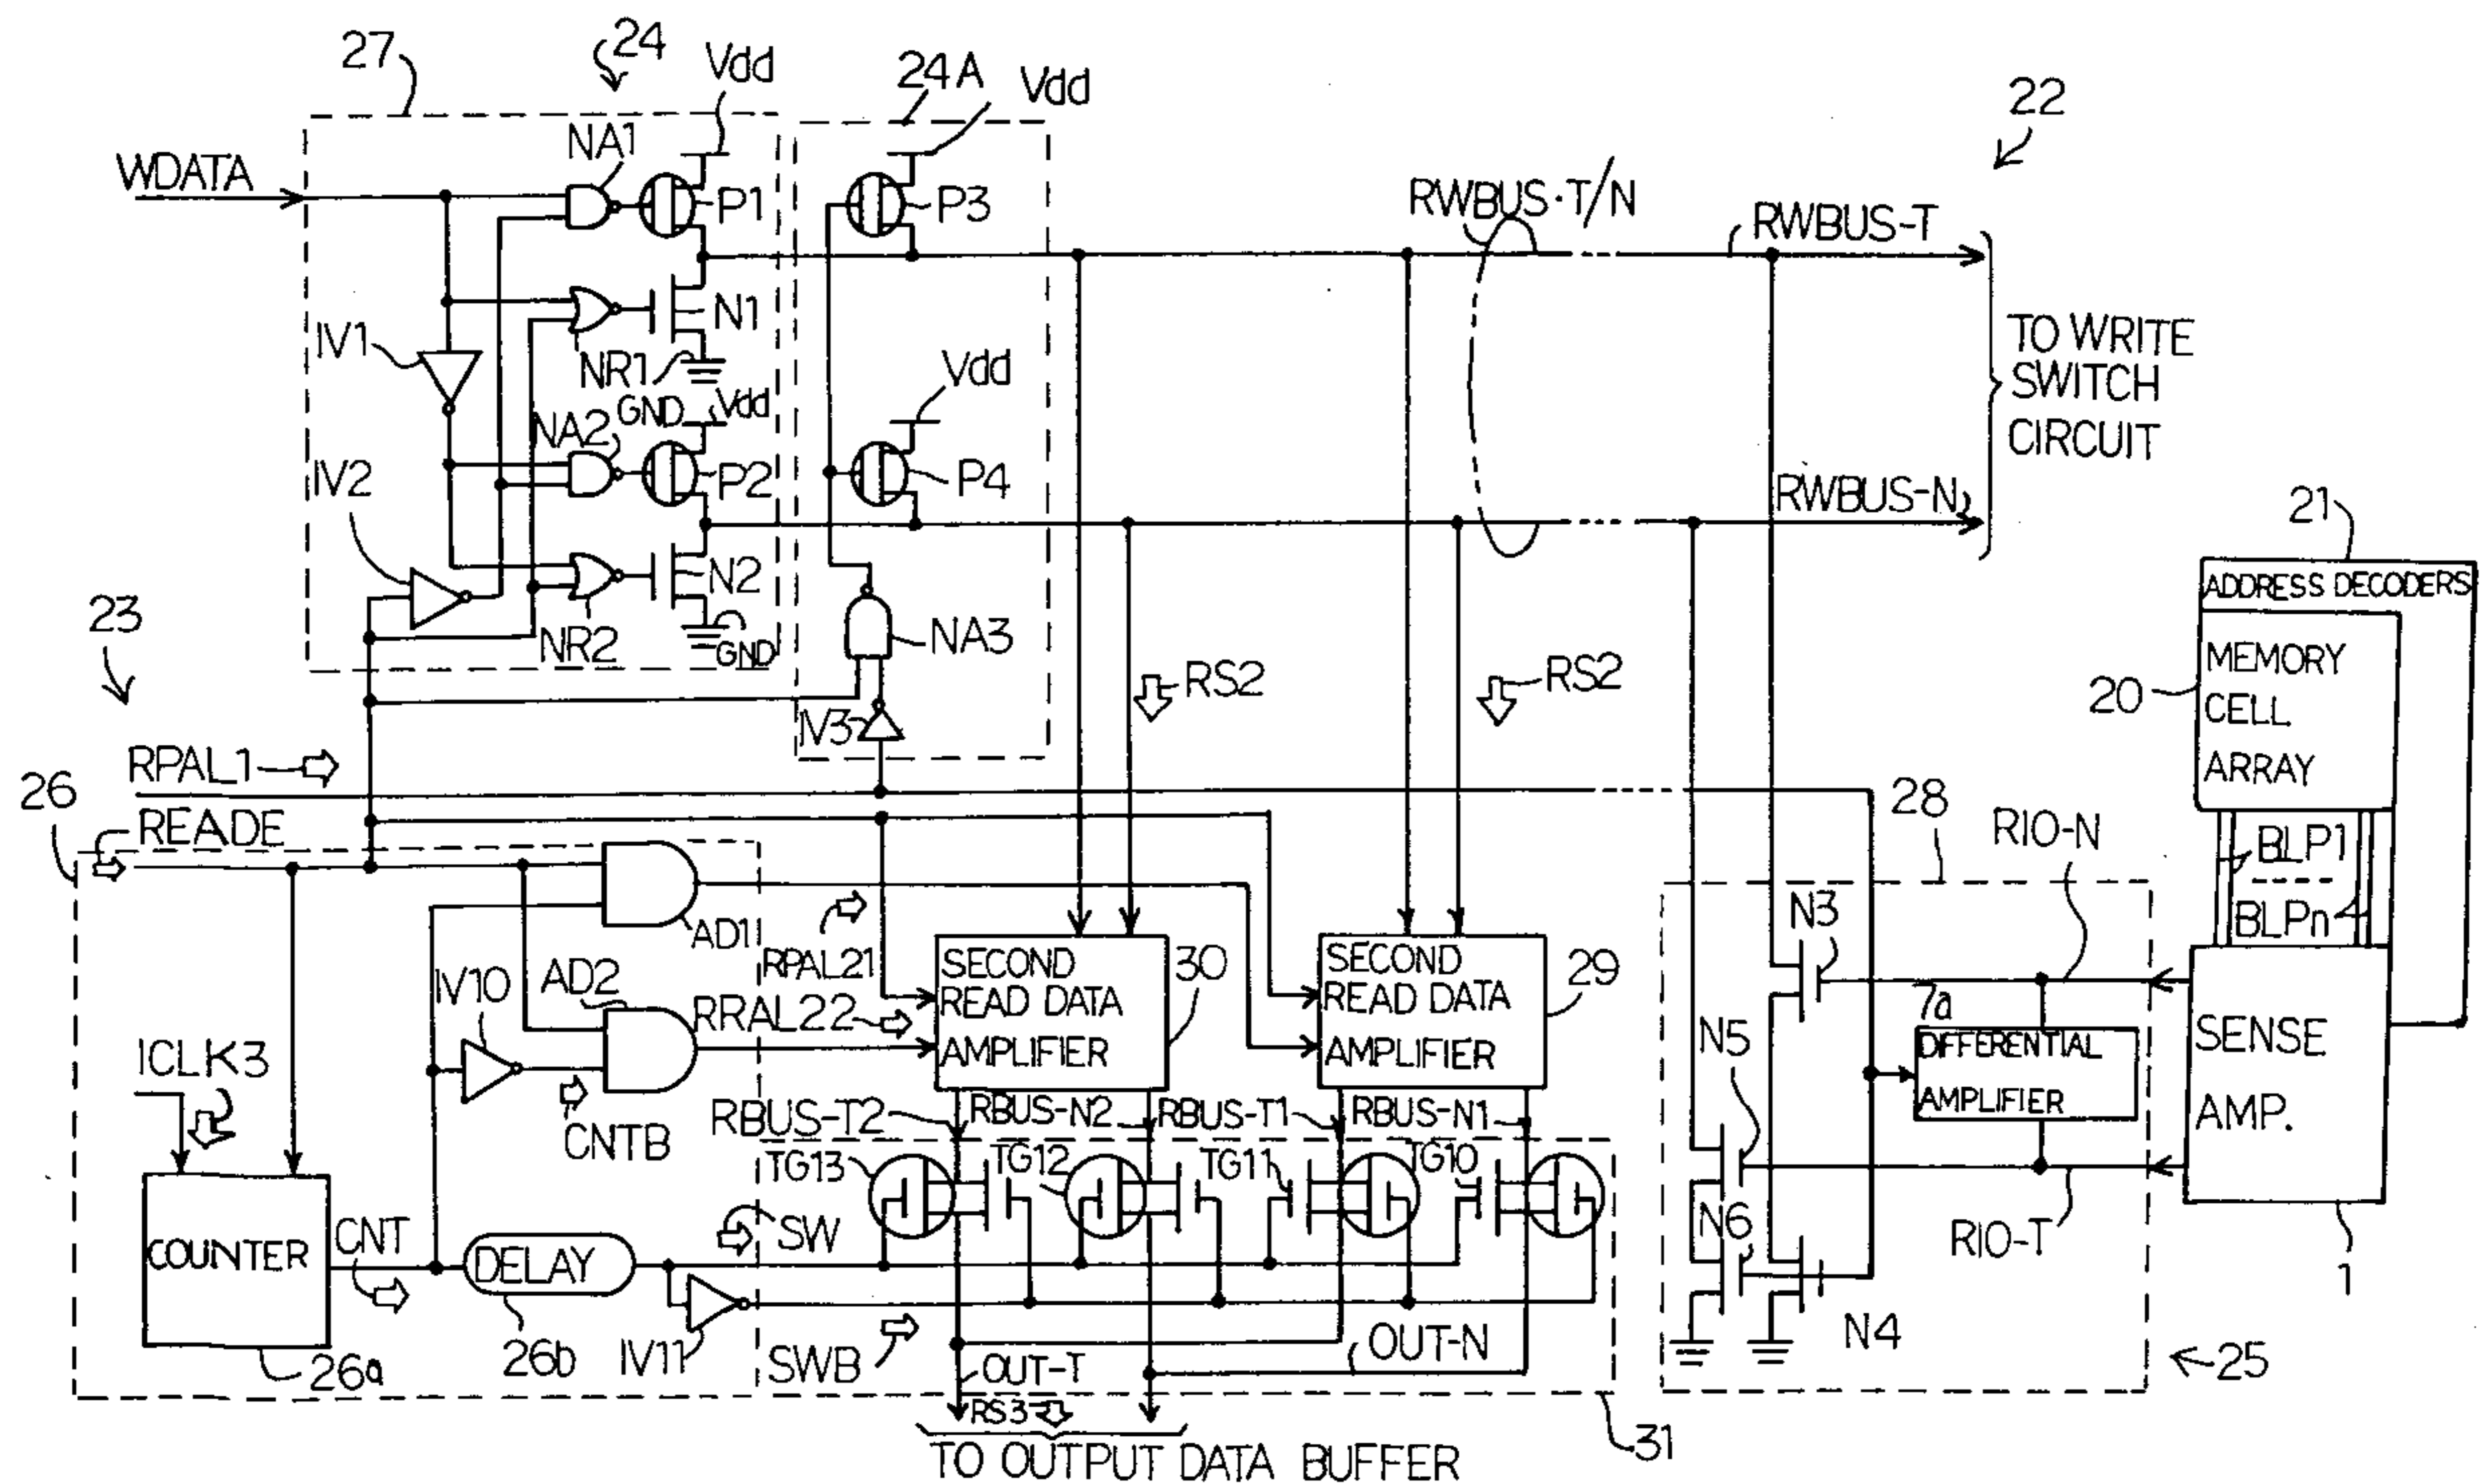 27
24
Vdd
24A
Vdd
22
NA1
WDATA
P1
P3
RWBUS·T/N
RWBUS-T
N1
IV1
NR1
GND
Vdd
Vdd
TO WRITE
SWITCH
CIRCUIT
NA2
IV2
P2
P4
RWBUS-N
21
ADDRESS DECODERS
23
N2
NR2
GND
NA3
RS2
RS2
MEMORY
CELL
ARRAY
20
IV3
RPAL1
26
READE
28
RIO-N
BLP1
BLPn
AD1
N3
RPAL21
IV10
AD2
RRAL22
SECOND
READ DATA
AMPLIFIER
30
SECOND
READ DATA
AMPLIFIER
29
7a
DIFFERENTIAL
AMPLIFIER
SENSE
AMP.
N5
ICLK3
CNTB
RBUS-T2
RBUS-N2
RBUS-T1
RBUS-N1
TG13
TG12
TG11
TG10
COUNTER
CNT
DELAY
SW
N6
RIO-T
1
26a
26b
IV11
SWB
OUT-T
OUT-N
N4
25
RS3
31
TO OUTPUT DATA BUFFER